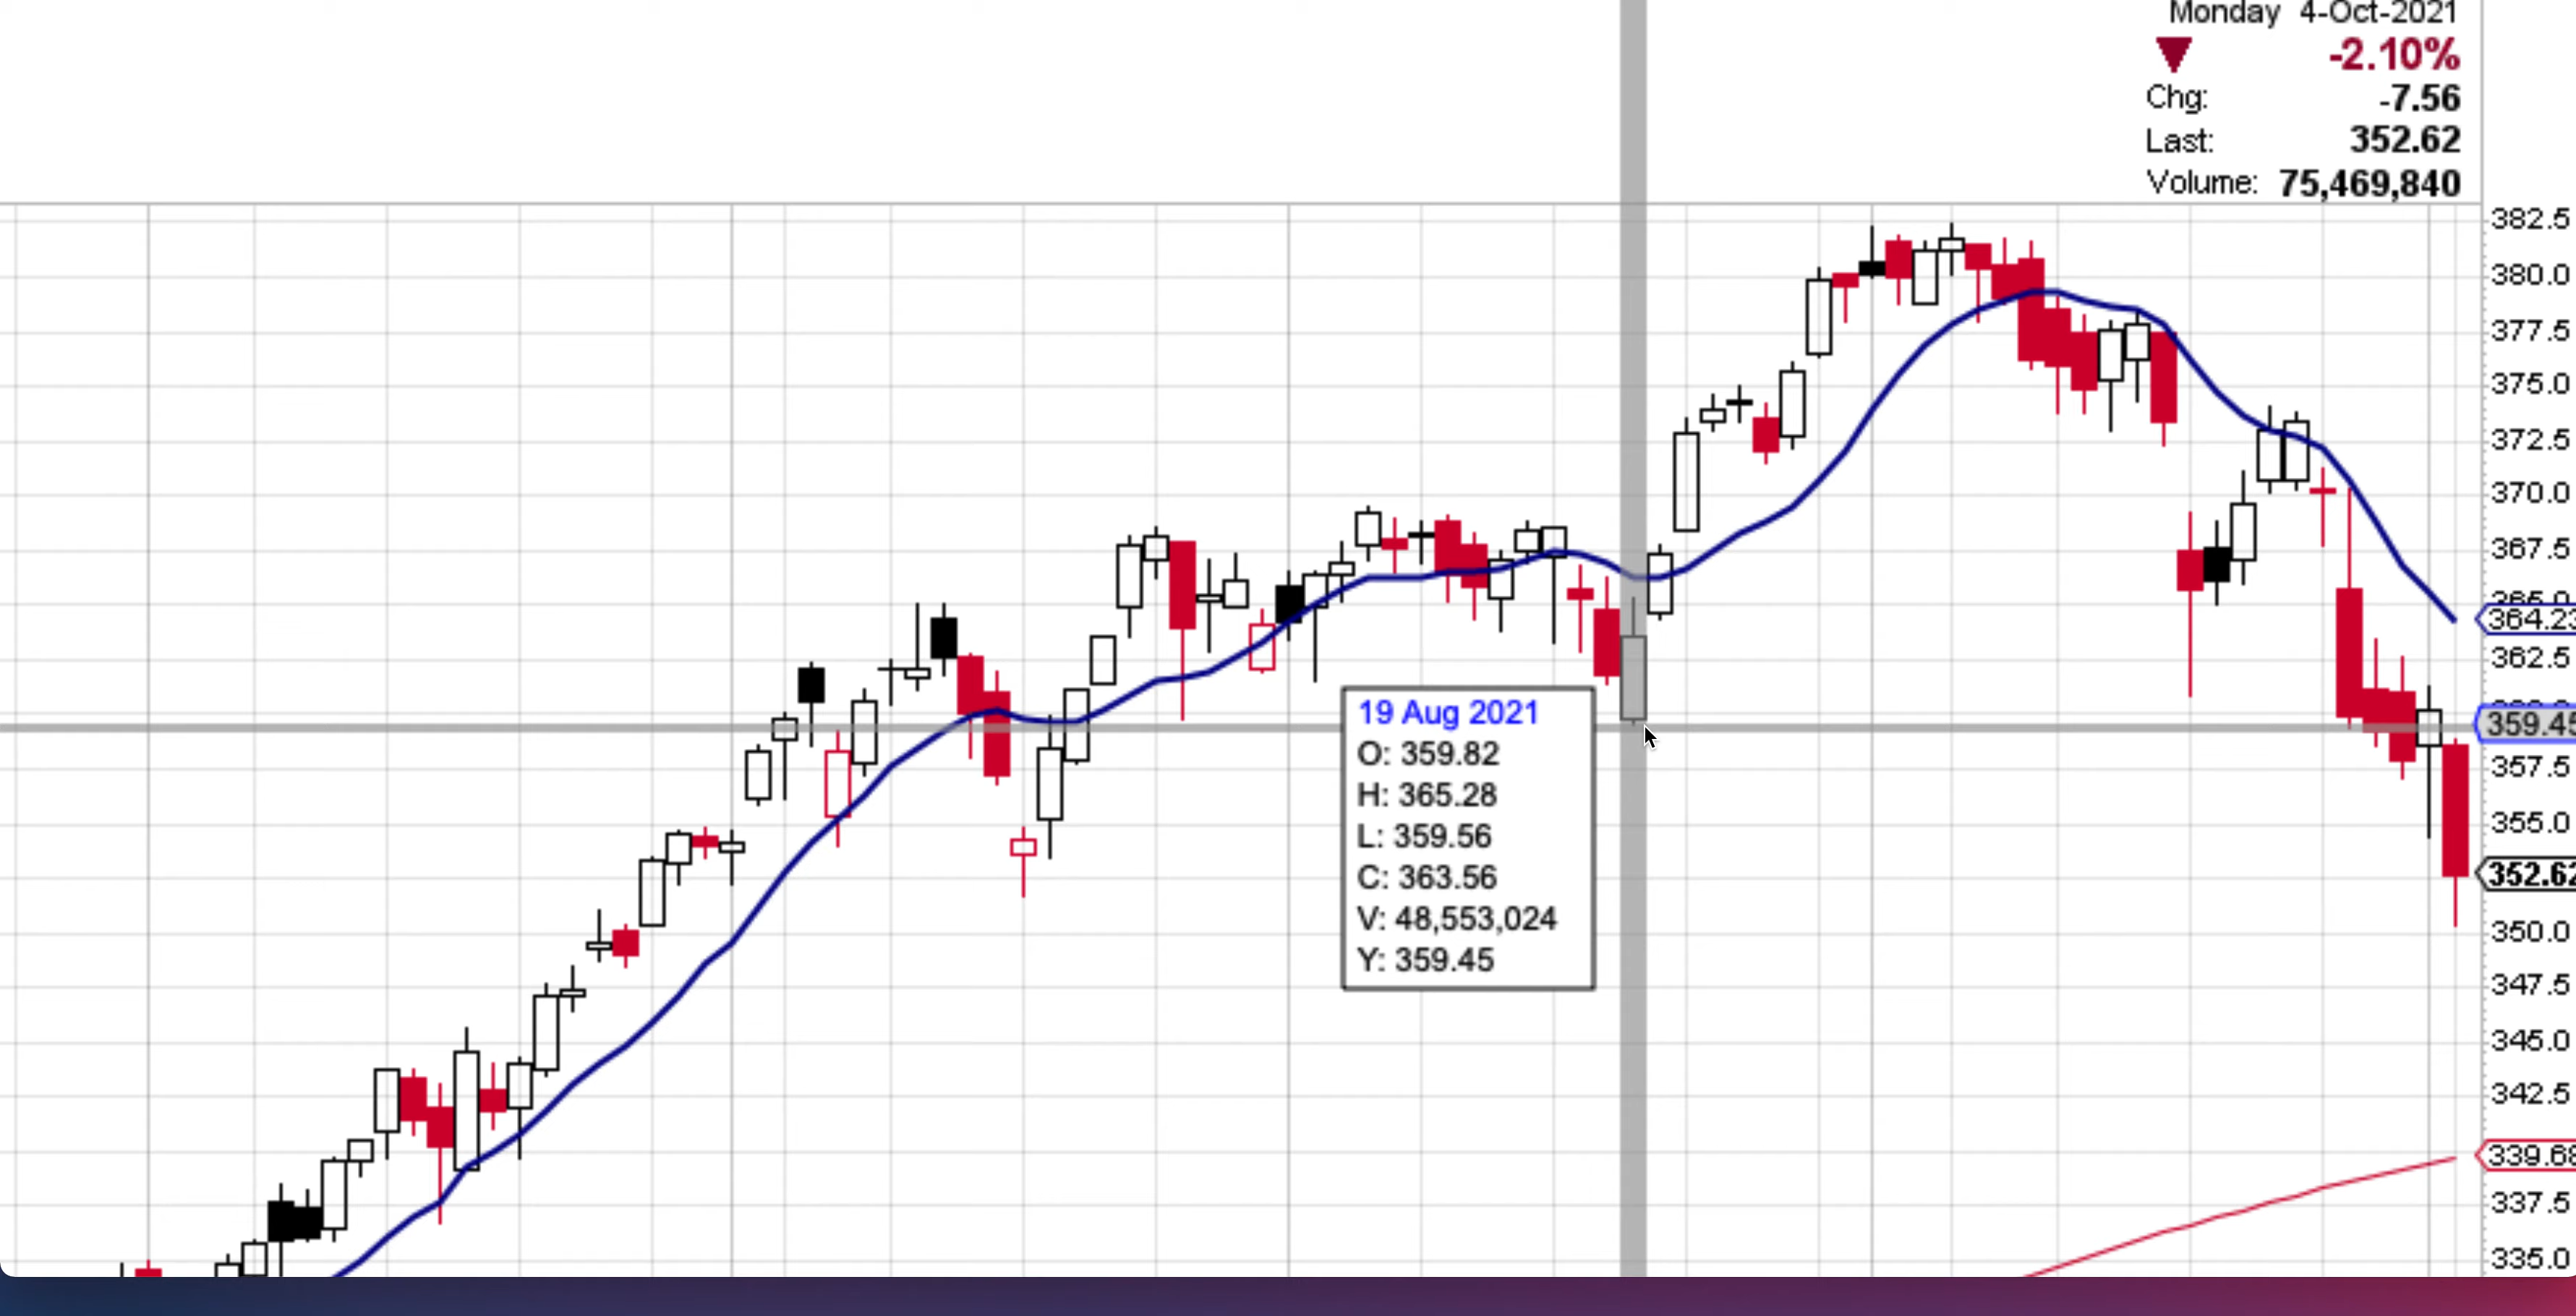 Monday 4-Oct-2021
-2.10%
Chg: -7.56
Last: 352.62
Volume: 75,469,840
382.5
380.0
377.5
375.0
372.5
370.0
367.5
365.0
364.23
362.5
359.45
357.5
355.0
352.62
350.0
347.5
345.0
342.5
339.68
337.5
335.0
19 Aug 2021
O: 359.82
H: 365.28
L: 359.56
C: 363.56
V: 48,553,024
Y: 359.45